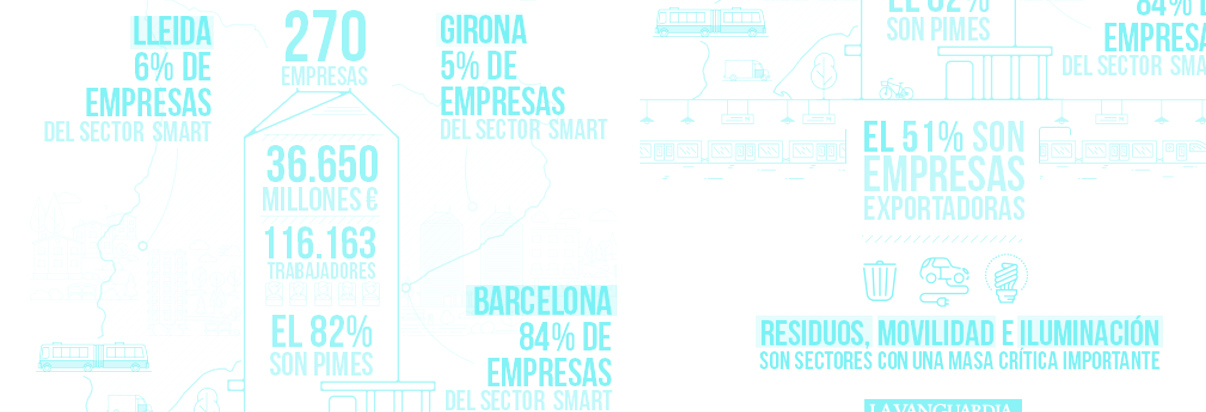 LLEIDA
6% DE
EMPRESAS
DEL SECTOR SMART
270
EMPRESAS
GIRONA
5% DE
EMPRESAS
DEL SECTOR SMART
36.650
MILLONES €
116.163
TRABAJADORES
EL 82%
SON PIMES
BARCELONA
84% DE
EMPRESAS
DEL SECTOR SMART
EL 82%
SON PIMES
84% D
EMPRESA
DEL SECTOR SMA
EL 51% SON
EMPRESAS
EXPORTADORAS
RESIDUOS, MOVILIDAD E ILUMINACIÓN
SON SECTORES CON UNA MASA CRÍTICA IMPORTANTE
LA VANGUARDIA